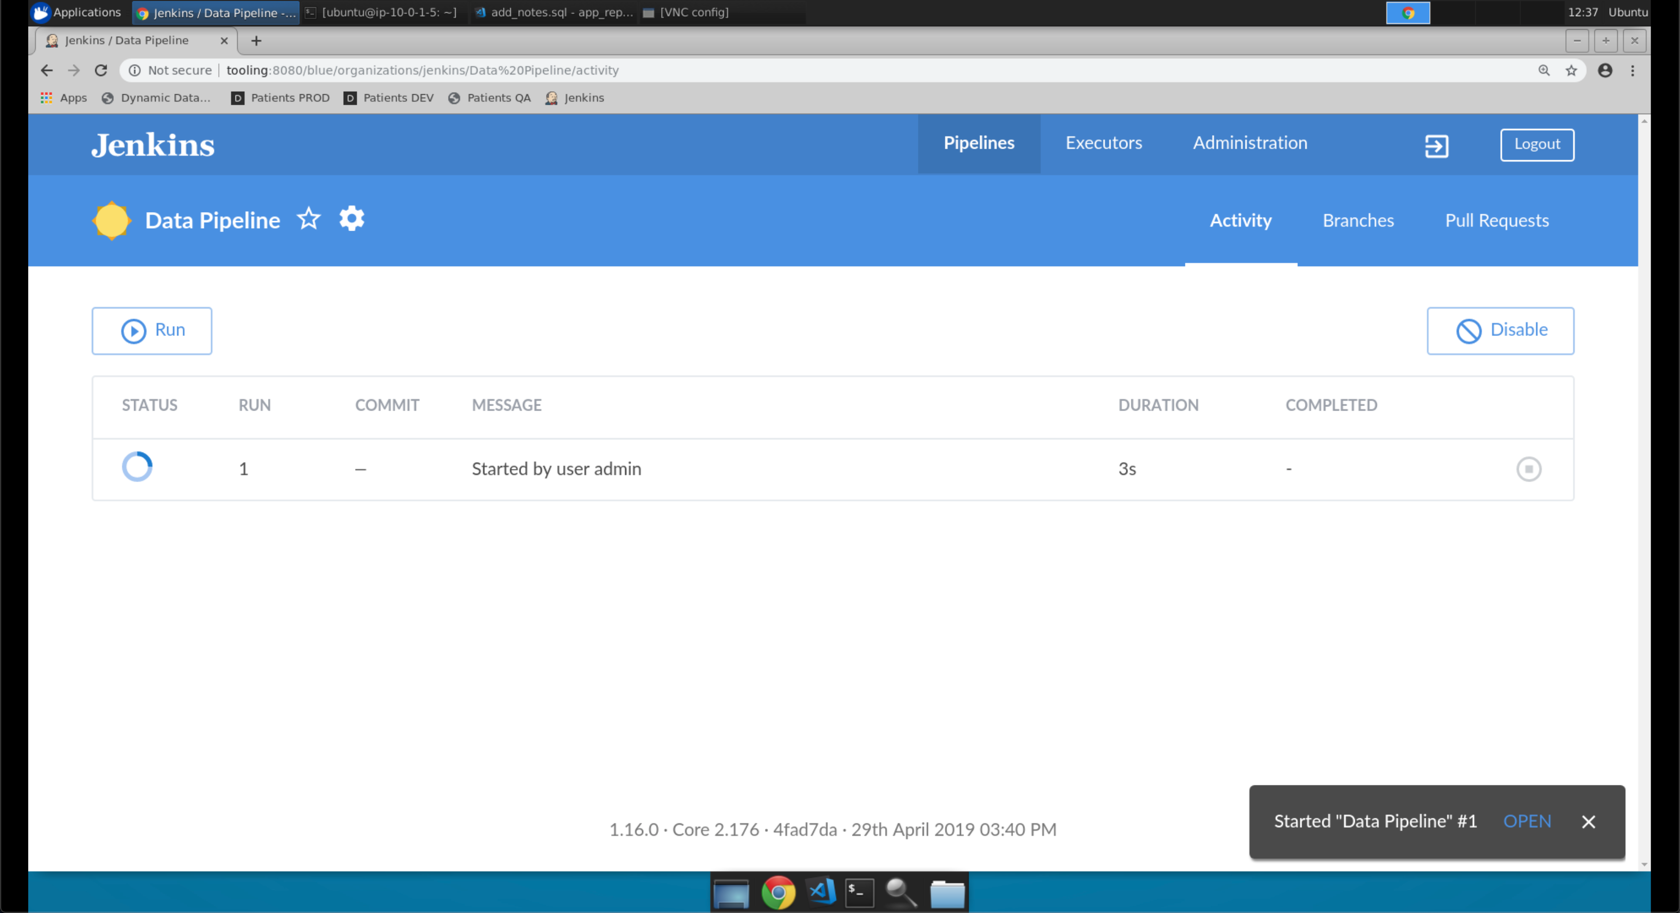 Applications Jenkins / Data Pipeline -... [ubuntu@ip-10-0-1-5: ~] add_notes.sql - app_rep... [VNC config] 12:37 Ubuntu
Jenkins / Data Pipeline
Not secure tooling:8080/blue/organizations/jenkins/Data%20Pipeline/activity
Apps Dynamic Data... Patients PROD Patients DEV Patients QA Jenkins
Jenkins Pipelines Executors Administration Logout
Data Pipeline Activity Branches Pull Requests
Run Disable
STATUS RUN COMMIT MESSAGE DURATION COMPLETED
1 – Started by user admin 3s -
Started "Data Pipeline" #1 OPEN
1.16.0 · Core 2.176 · 4fad7da · 29th April 2019 03:40 PM